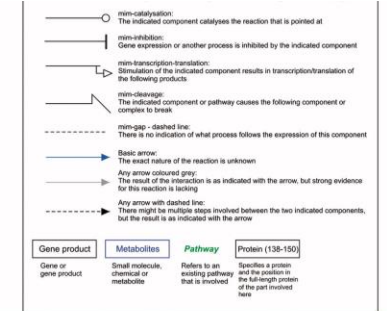 mim-catalysation:
The indicated component catalyses the reaction that is pointed at
mim-inhibition:
Gene expression or another process is inhibited by the indicated component
mim-transcription-translation:
Stimulation of the indicated component results in transcription/translation of
the following products
mim-cleavage:
The indicated component or pathway causes the following component or
complex to break
mim-gap - dashed line:
There is no indication of what process follows the expression of this component
Basic arrow:
The exact nature of the reaction is unknown
Any arrow coloured grey:
The result of the interaction is as indicated with the arrow, but strong evidence
for this reaction is lacking
Any arrow with dashed line:
There might be multiple steps involved between the two indicated components,
but the result is as indicated with the arrow
Gene product Metabolites Pathway Protein (138-150)
Gene or Small molecule, Refers to an Specifies a protein
gene product chemical or existing pathway and the position in
metabolite that is involved the full-length protein
of the part involved
here